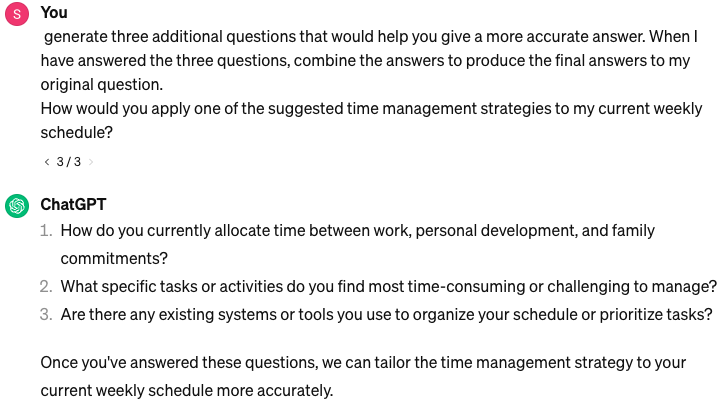 S
You
generate three additional questions that would help you give a more accurate answer. When I
have answered the three questions, combine the answers to produce the final answers to my
original question.
How would you apply one of the suggested time management strategies to my current weekly
schedule?
< 3 / 3 >
ChatGPT
1. How do you currently allocate time between work, personal development, and family
commitments?
2. What specific tasks or activities do you find most time-consuming or challenging to manage?
3. Are there any existing systems or tools you use to organize your schedule or prioritize tasks?
Once you've answered these questions, we can tailor the time management strategy to your
current weekly schedule more accurately.